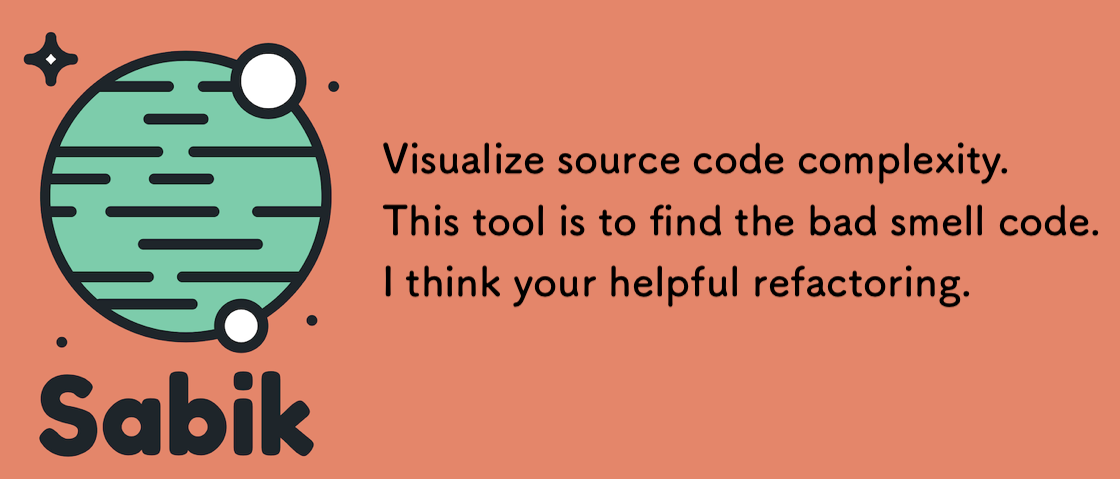 Visualize source code complexity.
This tool is to find the bad smell code.
I think your helpful refactoring.
Sabik